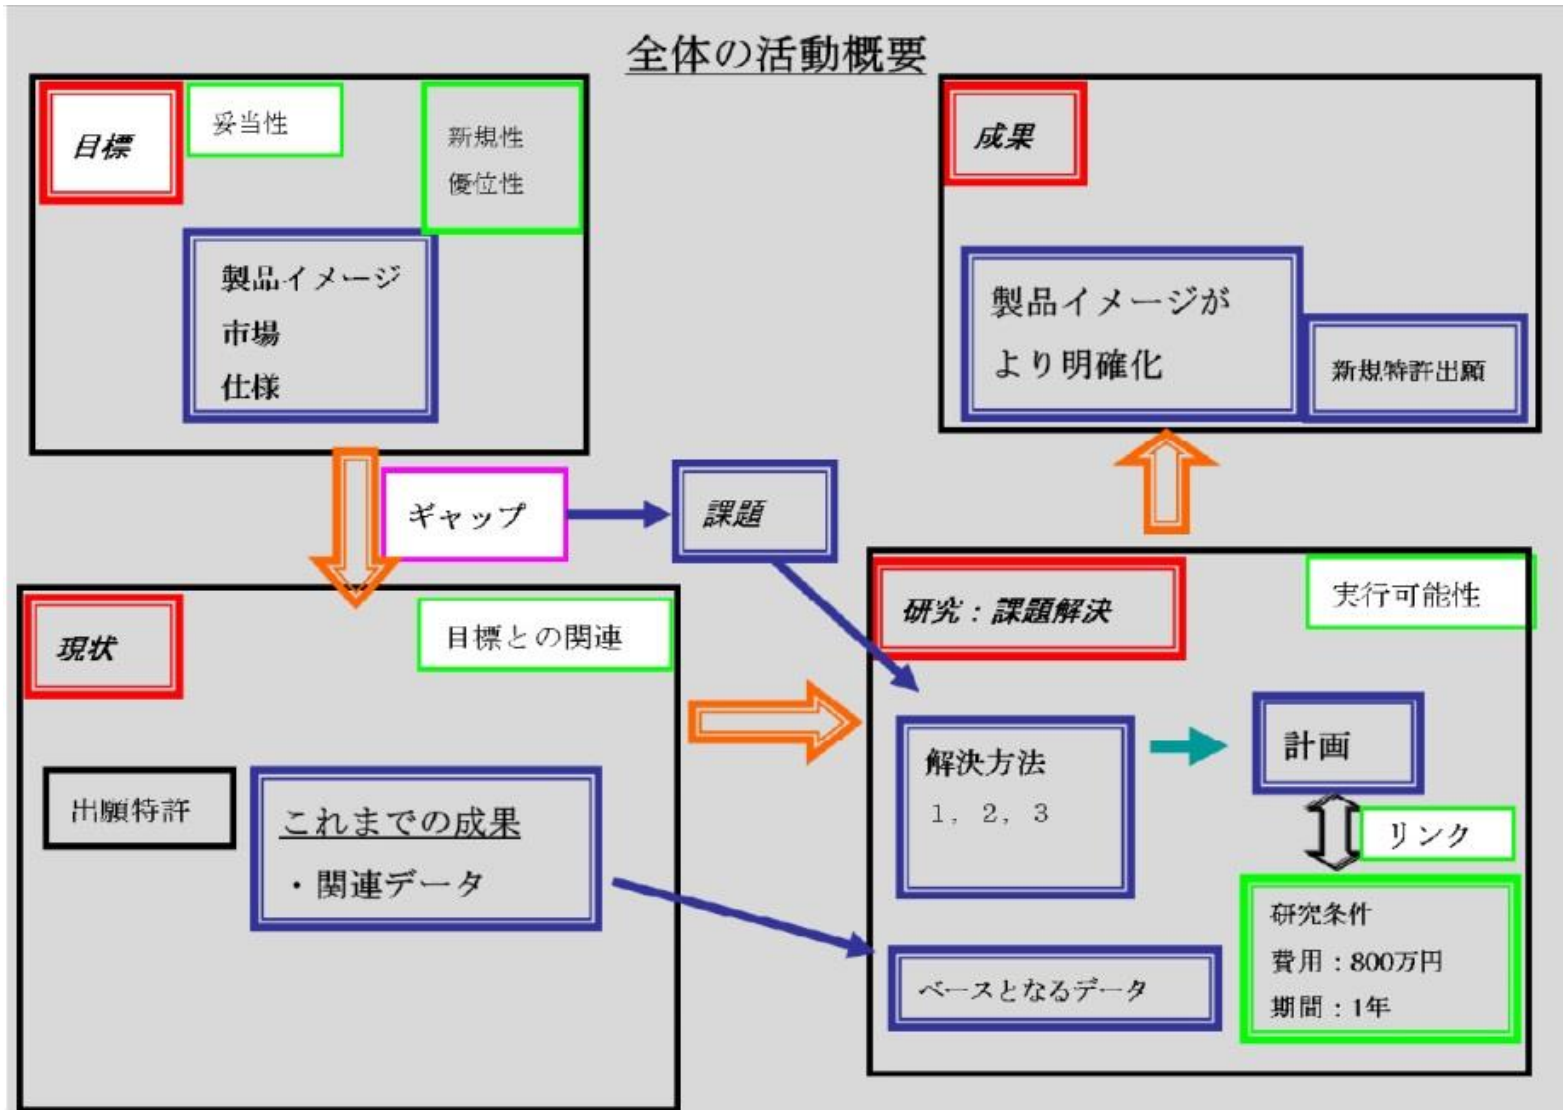 全体の活動概要
目標
妥当性
新規性
優位性
製品イメージ
市場
仕様
成果
製品イメージが
より明確化
新規特許出願
ギャップ
課題
現状
目標との関連
出願特許
これまでの成果
・関連データ
研究：課題解決
実行可能性
解決方法
1, 2, 3
計画
リンク
研究条件
費用：800万円
期間：1年
ベースとなるデータ